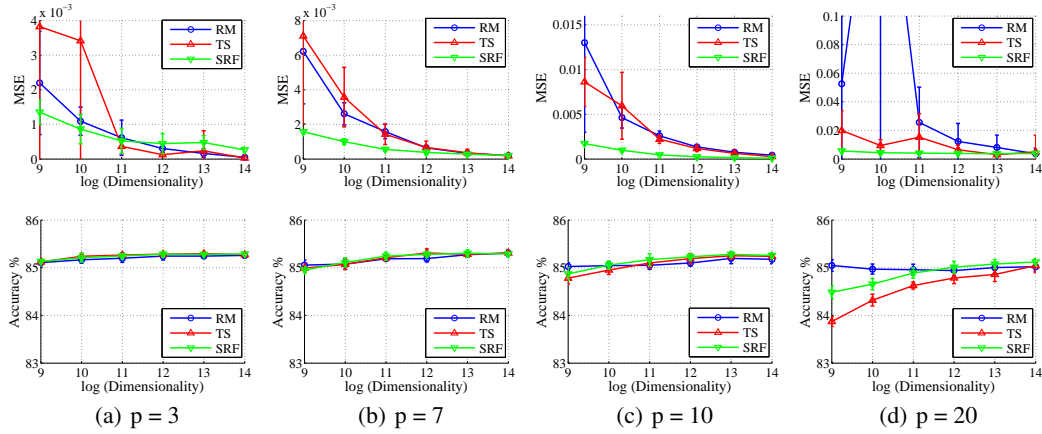 4 x 10⁻³
3
2
1
0
MSE
9 10 11 12 13 14
log (Dimensionality)
RM
TS
SRF
8 x 10⁻³
6
4
2
0
MSE
9 10 11 12 13 14
log (Dimensionality)
RM
TS
SRF
0.015
0.01
0.005
0
MSE
9 10 11 12 13 14
log (Dimensionality)
RM
TS
SRF
0.1
0.08
0.06
0.04
0.02
0
MSE
9 10 11 12 13 14
log (Dimensionality)
RM
TS
SRF
86
85
84
83
Accuracy %
9 10 11 12 13 14
log (Dimensionality)
RM
TS
SRF
86
85
84
83
Accuracy %
9 10 11 12 13 14
log (Dimensionality)
RM
TS
SRF
86
85
84
83
Accuracy %
9 10 11 12 13 14
log (Dimensionality)
RM
TS
SRF
86
85
84
83
Accuracy %
9 10 11 12 13 14
log (Dimensionality)
RM
TS
SRF
(a) p = 3
(b) p = 7
(c) p = 10
(d) p = 20